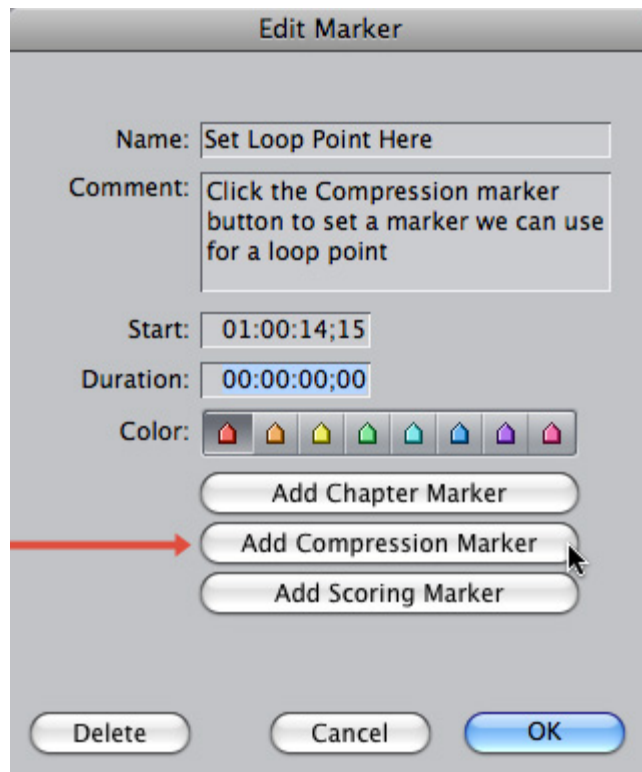 Edit Marker
Name: Set Loop Point Here
Comment: Click the Compression marker
button to set a marker we can use
for a loop point
Start: 01:00:14;15
Duration: 00:00:00;00
Color:
Add Chapter Marker
Add Compression Marker
Add Scoring Marker
Delete Cancel OK